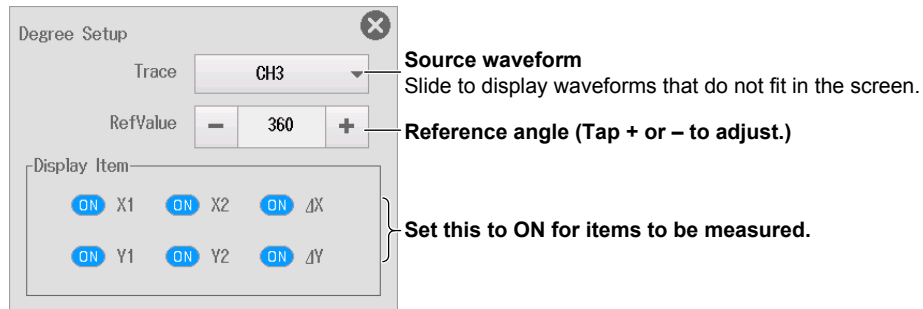 Degree Setup
Trace CH3
Source waveform
Slide to display waveforms that do not fit in the screen.
RefValue − 360 +
Reference angle (Tap + or – to adjust.)
Display Item
ON X1 ON X2 ON ΔX
Set this to ON for items to be measured.
ON Y1 ON Y2 ON ΔY